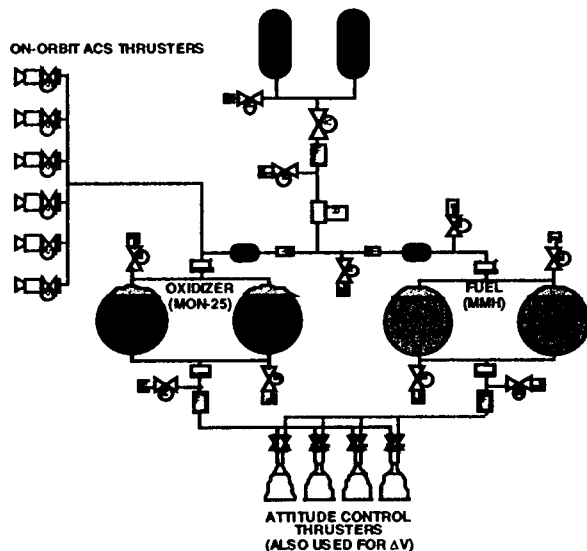 ON-ORBIT ACS THRUSTERS
OXIDIZER
(MON-25)
FUEL
(MMH)
ATTITUDE CONTROL
THRUSTERS
(ALSO USED FOR ΔV)